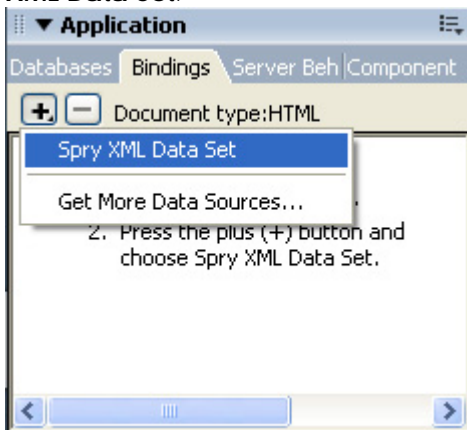 Application
Databases Bindings Server Beh Component
Document type:HTML
Spry XML Data Set
Get More Data Sources...
2. Press the plus (+) button and
choose Spry XML Data Set.